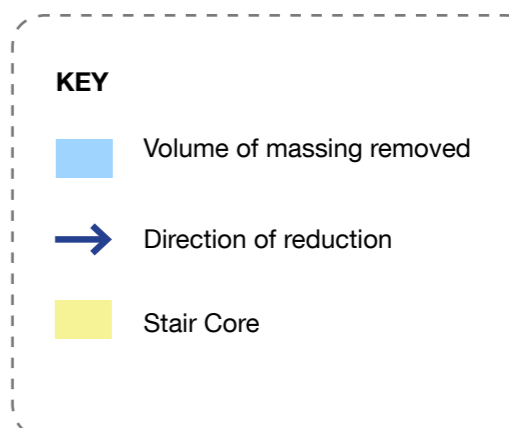 KEY
Volume of massing removed
Direction of reduction
Stair Core